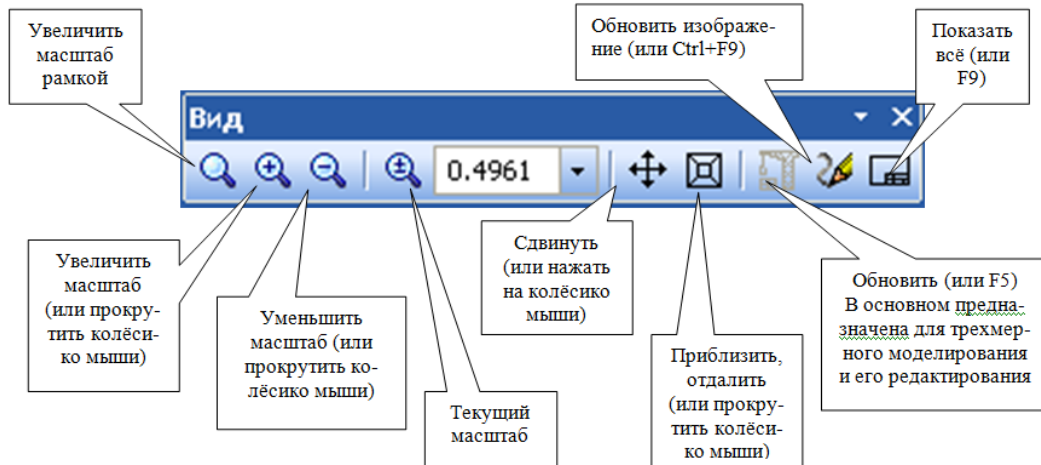 Увеличить
масштаб
рамкой
Обновить изображе-
ние (или Ctrl+F9)
Показать
всё (или
F9)
Вид
0.4961
Увеличить
масштаб
(или прокру-
тить колёси-
ко мыши)
Уменьшить
масштаб (или
прокрутить ко-
лёсико мыши)
Текущий
масштаб
Сдвинуть
(или нажать
на колёсико
мыши)
Приблизить,
отдалить
(или прокру-
тить колёси-
ко мыши)
Обновить (или F5)
В основном предна-
значена для трехмер-
ного моделирования
и его редактирования